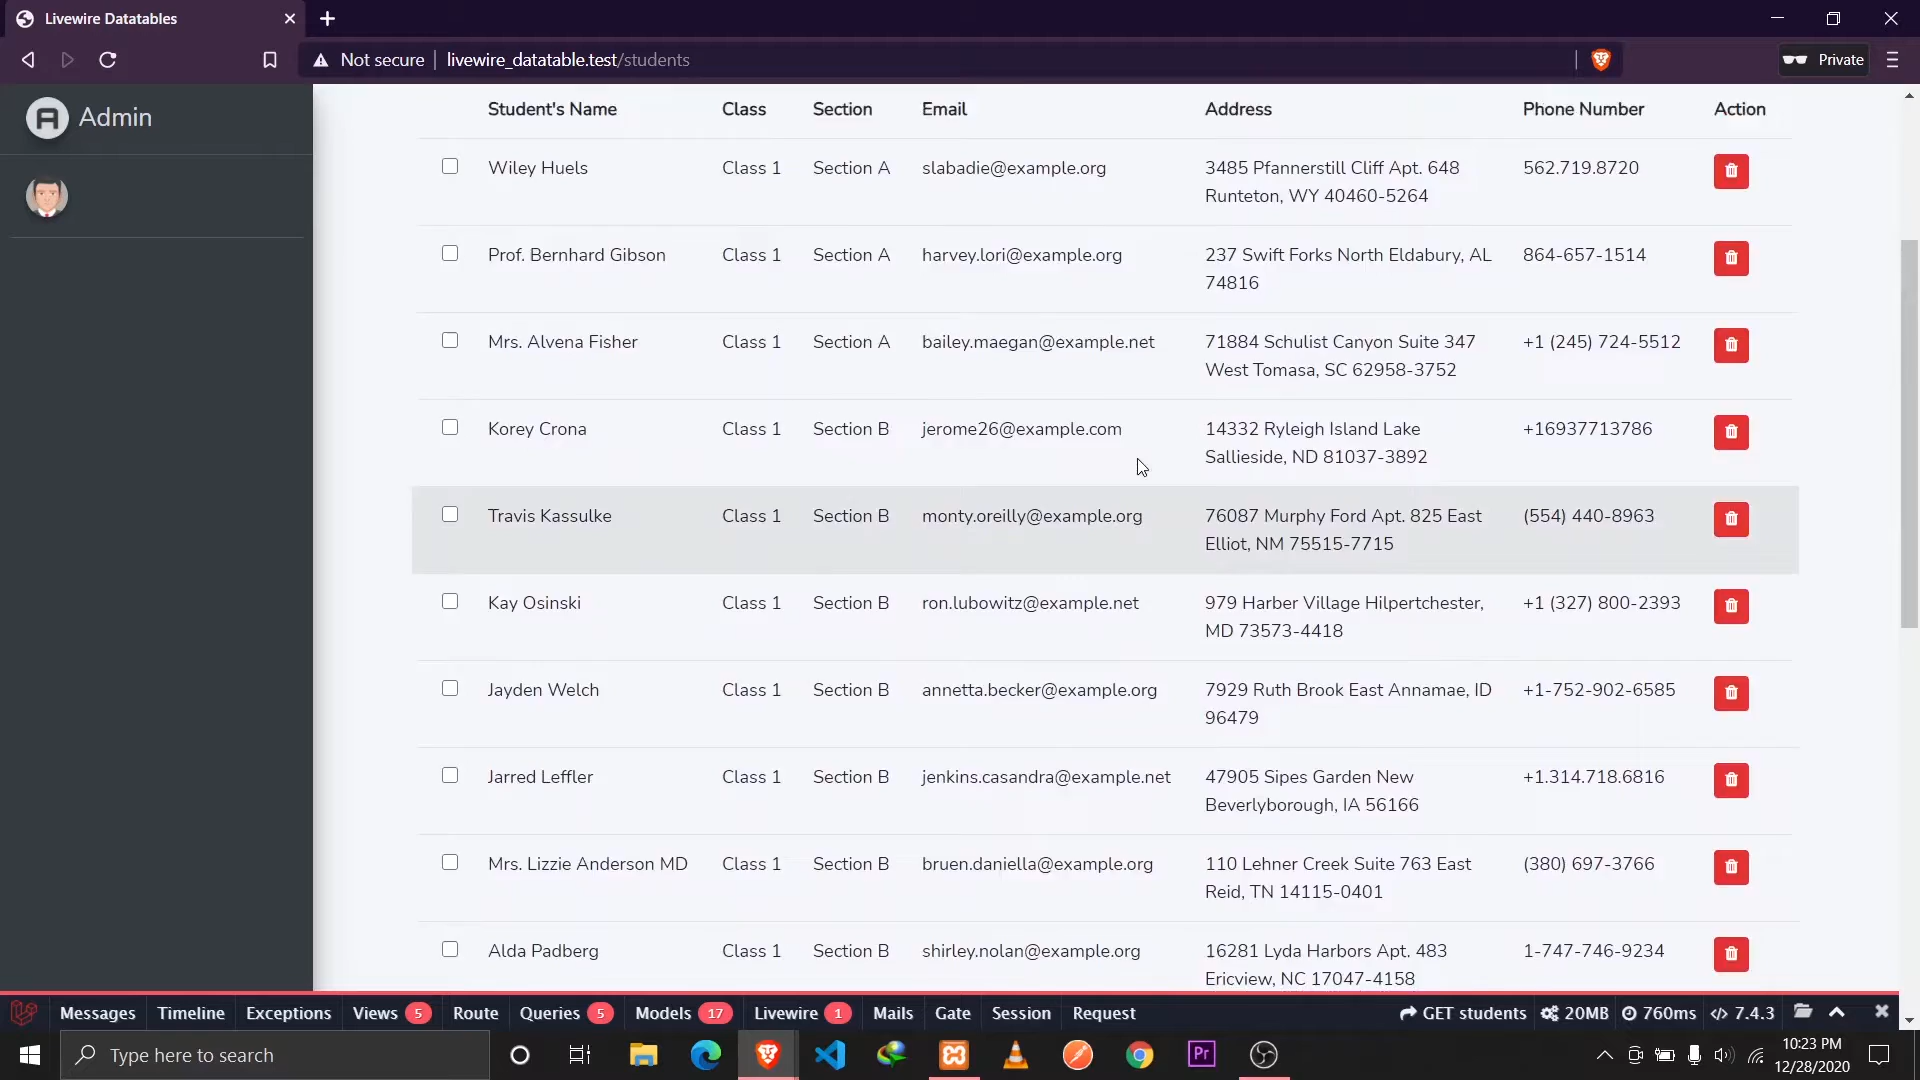 Livewire Datatables
Not secure livewire_datatable.test/students
Private
Admin
Student's Name Class Section Email Address Phone Number Action
Wiley Huels Class 1 Section A slabadie@example.org 3485 Pfannerstill Cliff Apt. 648 562.719.8720
Runteton, WY 40460-5264
Prof. Bernhard Gibson Class 1 Section A harvey.lori@example.org 237 Swift Forks North Eldabury, AL 864-657-1514
74816
Mrs. Alvena Fisher Class 1 Section A bailey.maegan@example.net 71884 Schulist Canyon Suite 347 +1 (245) 724-5512
West Tomasa, SC 62958-3752
Korey Crona Class 1 Section B jerome26@example.com 14332 Ryleigh Island Lake +16937713786
Sallieside, ND 81037-3892
Travis Kassulke Class 1 Section B monty.oreilly@example.org 76087 Murphy Ford Apt. 825 East (554) 440-8963
Elliot, NM 75515-7715
Kay Osinski Class 1 Section B ron.lubowitz@example.net 979 Harber Village Hilpertchester, +1 (327) 800-2393
MD 73573-4418
Jayden Welch Class 1 Section B annetta.becker@example.org 7929 Ruth Brook East Annamae, ID +1-752-902-6585
96479
Jarred Leffler Class 1 Section B jenkins.casandra@example.net 47905 Sipes Garden New +1.314.718.6816
Beverlyborough, IA 56166
Mrs. Lizzie Anderson MD Class 1 Section B bruen.daniella@example.org 110 Lehner Creek Suite 763 East (380) 697-3766
Reid, TN 14115-0401
Alda Padberg Class 1 Section B shirley.nolan@example.org 16281 Lyda Harbors Apt. 483 1-747-746-9234
Ericview, NC 17047-4158
Messages Timeline Exceptions Views 5 Route Queries 5 Models 17 Livewire 1 Mails Gate Session Request GET students 20MB 760ms 7.4.3
Type here to search
Pr
10:23 PM
12/28/2020